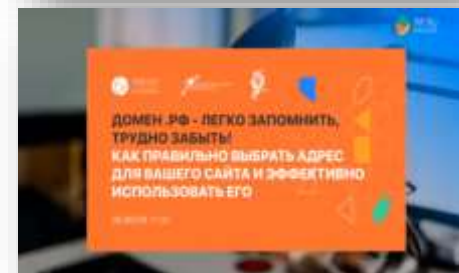 ДОМЕН .РФ - ЛЕГКО ЗАПОМНИТЬ,
ТРУДНО ЗАБЫТЬ!
КАК ПРАВИЛЬНО ВЫБРАТЬ АДРЕС
ДЛЯ ВАШЕГО САЙТА И ЭФФЕКТИВНО
ИСПОЛЬЗОВАТЬ ЕГО